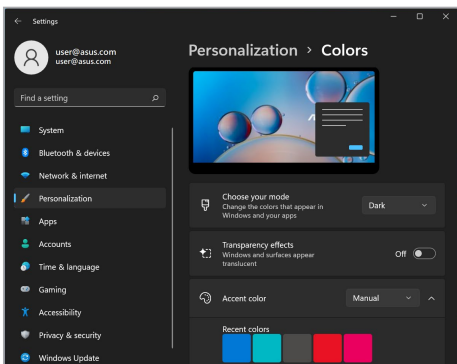 Settings
user@asus.com
user@asus.com
Find a setting
System
Bluetooth & devices
Network & internet
Personalization
Apps
Accounts
Time & language
Gaming
Accessibility
Privacy & security
Windows Update
Personalization > Colors
Choose your mode
Change the colors that appear in
Windows and your apps
Dark
Transparency effects
Windows and surfaces appear
translucent
Off
Accent color
Manual
Recent colors